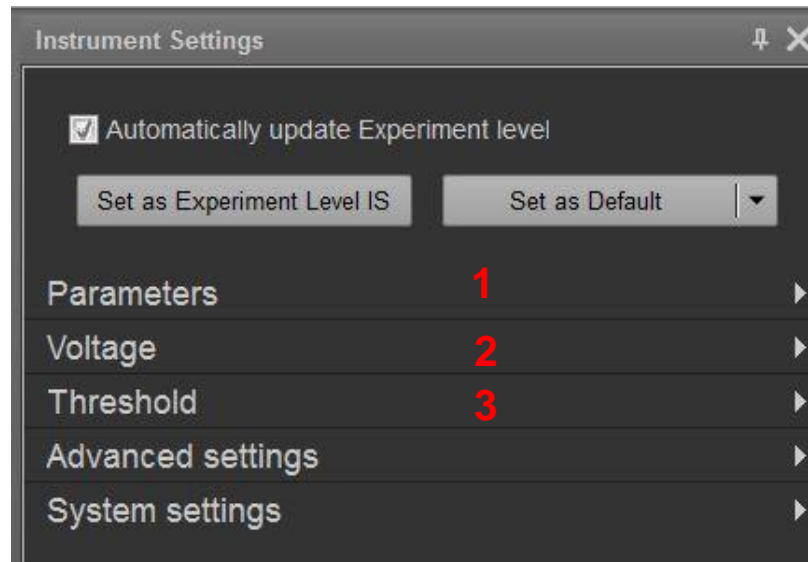 Instrument Settings
Automatically update Experiment level
Set as Experiment Level IS Set as Default
Parameters 1
Voltage 2
Threshold 3
Advanced settings
System settings